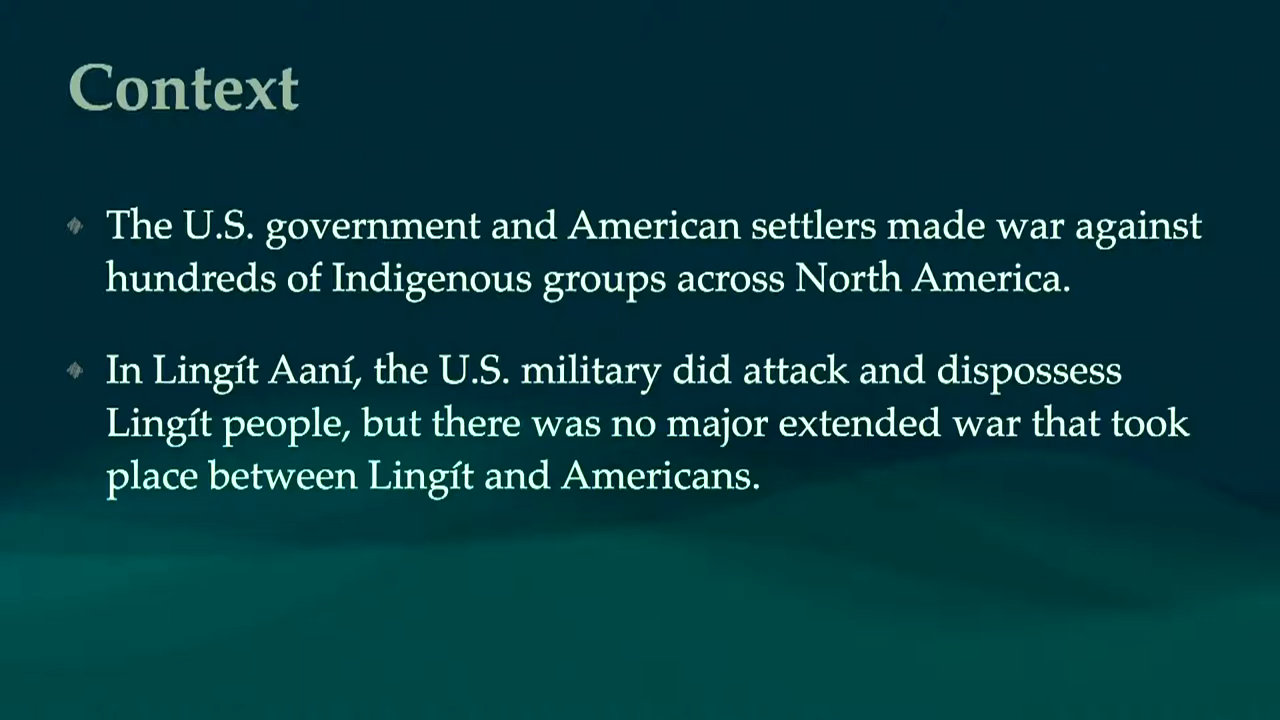 Context
The U.S. government and American settlers made war against
hundreds of Indigenous groups across North America.
In Lingít Aaní, the U.S. military did attack and dispossess
Lingít people, but there was no major extended war that took
place between Lingít and Americans.